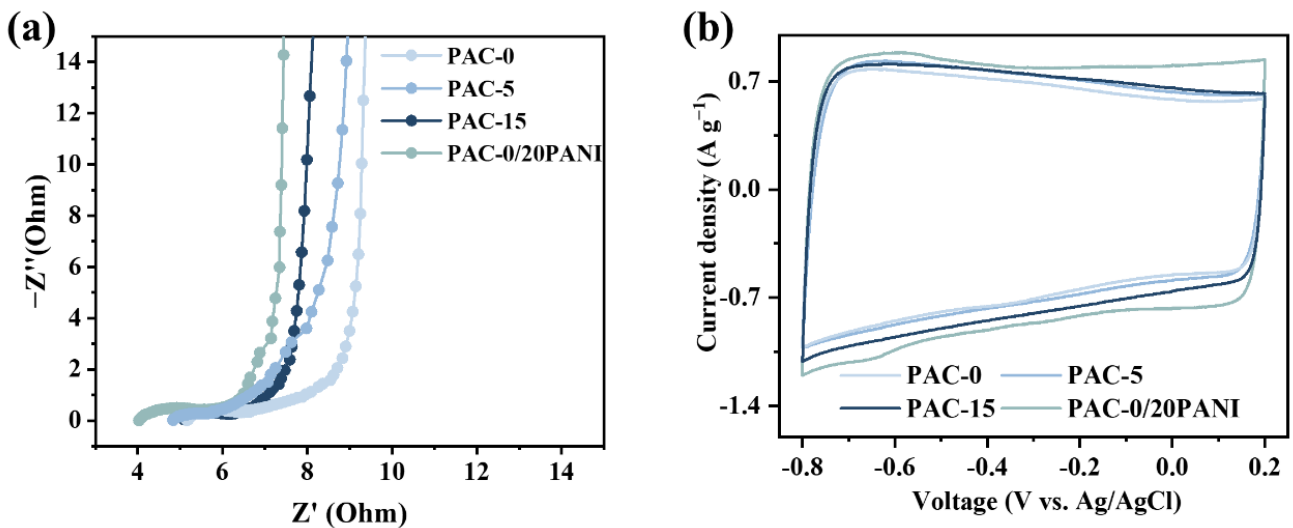 (a)
−Z''(Ohm)
14
12
10
8
6
4
2
0
PAC-0
PAC-5
PAC-15
PAC-0/20PANI
4
6
8
10
12
14
Z' (Ohm)
(b)
Current density (A g⁻¹)
0.7
0.0
-0.7
-1.4
PAC-0
PAC-5
PAC-15
PAC-0/20PANI
-0.8
-0.6
-0.4
-0.2
0.0
0.2
Voltage (V vs. Ag/AgCl)